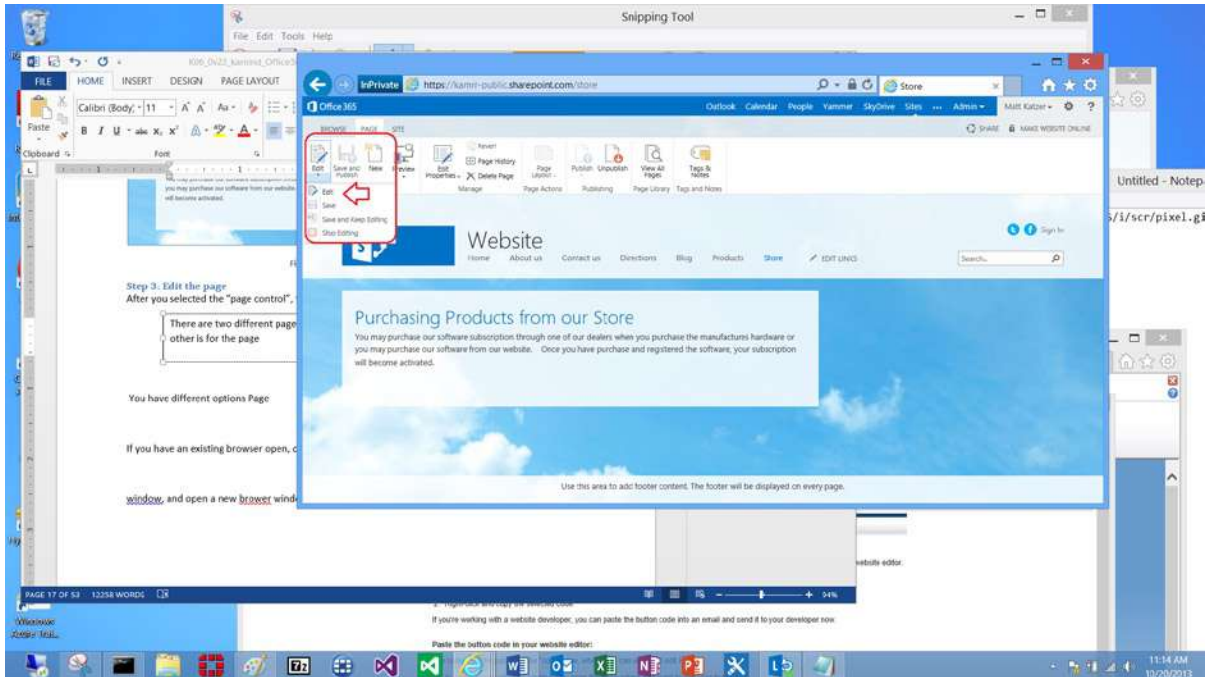 Snipping Tool
File Edit Tools Help
FILE HOME INSERT DESIGN PAGE LAYOUT
Calibri (Body) 11
Paste
Clipboard
Font
Step 3. Edit the page
After you selected the "page control",
There are two different page
other is for the page
You have different options Page
If you have an existing browser open,
window, and open a new brower wind
PAGE 17 OF 53 12258 WORDS
94%
InPrivate https://kamrn-public.sharepoint.com/store
Store
Office 365
Outlook Calendar People Yammer SkyDrive Sites ... Admin Matt Katzer ?
BROWSE PAGE SITE
SHARE MAKE WEBSITE ONLINE
Edit
Save and Publish
New
Preview
Edit Properties
Revert
Page History
Delete Page
Page Layout
Publish
Unpublish
View All Pages
Tags & Notes
Manage Page Actions Publishing Page Library Tags and Notes
Edit
Save
Save and Keep Editing
Stop Editing
Website
Sign In
Home About us Contact us Directions Blog Products Store EDIT LINKS
Search...
Purchasing Products from our Store
You may purchase our software subscription through one of our dealers when you purchase the manufactures hardware or
you may purchase our software from our website. Once you have purchase and registered the software, your subscription
will become activated.
Use this area to add footer content. The footer will be displayed on every page.
Untitled - Notep
/i/scr/pixel.gi
website editor.
If you're working with a website developer, you can paste the button code into an email and send it to your developer now.
Paste the button code in your website editor:
11:14 AM
10/20/2013